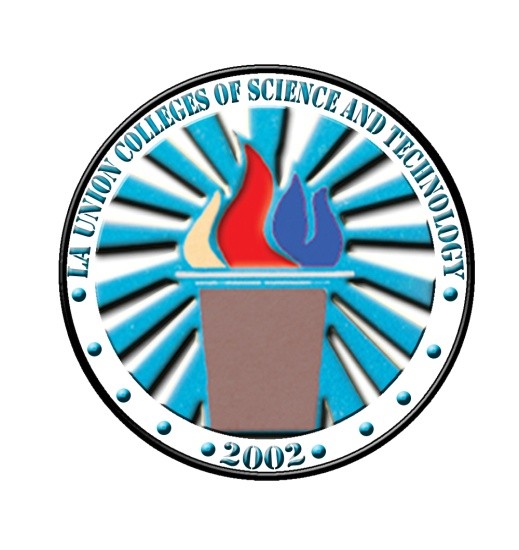 LA UNION COLLEGES OF SCIENCE AND TECHNOLOGY
2002